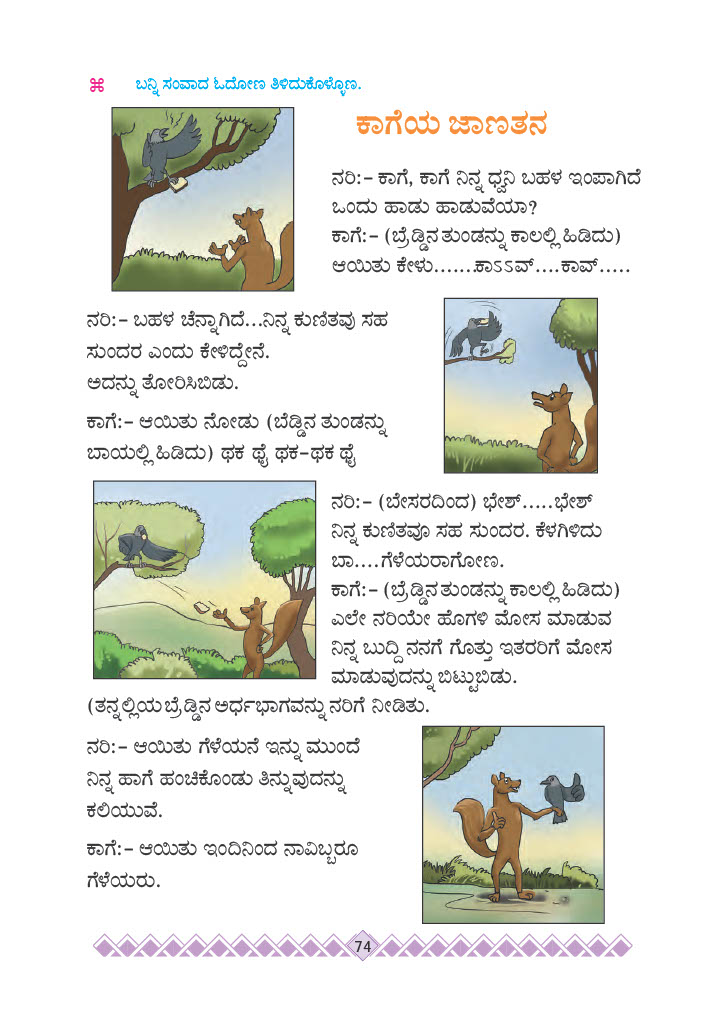 ⌘ ಬನ್ನಿ ಸಂವಾದ ಓದೋಣ ತಿಳಿದುಕೊಳ್ಳೋಣ.
ಕಾಗೆಯ ಜಾಣತನ
ನರಿ:– ಕಾಗೆ, ಕಾಗೆ ನಿನ್ನ ಧ್ವನಿ ಬಹಳ ಇಂಪಾಗಿದೆ
ಒಂದು ಹಾಡು ಹಾಡುವೆಯಾ?
ಕಾಗೆ:– (ಬ್ರೆಡ್ಡಿನ ತುಂಡನ್ನು ಕಾಲಲ್ಲಿ ಹಿಡಿದು)
ಆಯಿತು ಕೇಳು.......ಕಾಽಽವ್....ಕಾವ್.....
ನರಿ:– ಬಹಳ ಚೆನ್ನಾಗಿದೆ...ನಿನ್ನ ಕುಣಿತವು ಸಹ
ಸುಂದರ ಎಂದು ಕೇಳಿದ್ದೇನೆ.
ಅದನ್ನು ತೋರಿಸಿಬಿಡು.
ಕಾಗೆ:– ಆಯಿತು ನೋಡು (ಬೆಡ್ಡಿನ ತುಂಡನ್ನು
ಬಾಯಲ್ಲಿ ಹಿಡಿದು) ಥಕ ಥೈ ಥಕ–ಥಕ ಥೈ
ನರಿ:– (ಬೇಸರದಿಂದ) ಭೇಶ್.....ಭೇಶ್
ನಿನ್ನ ಕುಣಿತವೂ ಸಹ ಸುಂದರ. ಕೆಳಗಿಳಿದು
ಬಾ....ಗೆಳೆಯರಾಗೋಣ.
ಕಾಗೆ:– (ಬ್ರೆಡ್ಡಿನ ತುಂಡನ್ನು ಕಾಲಲ್ಲಿ ಹಿಡಿದು)
ಎಲೇ ನರಿಯೇ ಹೊಗಳಿ ಮೋಸ ಮಾಡುವ
ನಿನ್ನ ಬುದ್ದಿ ನನಗೆ ಗೊತ್ತು ಇತರರಿಗೆ ಮೋಸ
ಮಾಡುವುದನ್ನು ಬಿಟ್ಟುಬಿಡು.
(ತನ್ನಲ್ಲಿಯ ಬ್ರೆಡ್ಡಿನ ಅರ್ಧಭಾಗವನ್ನು ನರಿಗೆ ನೀಡಿತು.
ನರಿ:– ಆಯಿತು ಗೆಳೆಯನೆ ಇನ್ನು ಮುಂದೆ
ನಿನ್ನ ಹಾಗೆ ಹಂಚಿಕೊಂಡು ತಿನ್ನುವುದನ್ನು
ಕಲಿಯುವೆ.
ಕಾಗೆ:– ಆಯಿತು ಇಂದಿನಿಂದ ನಾವಿಬ್ಬರೂ
ಗೆಳೆಯರು.
74